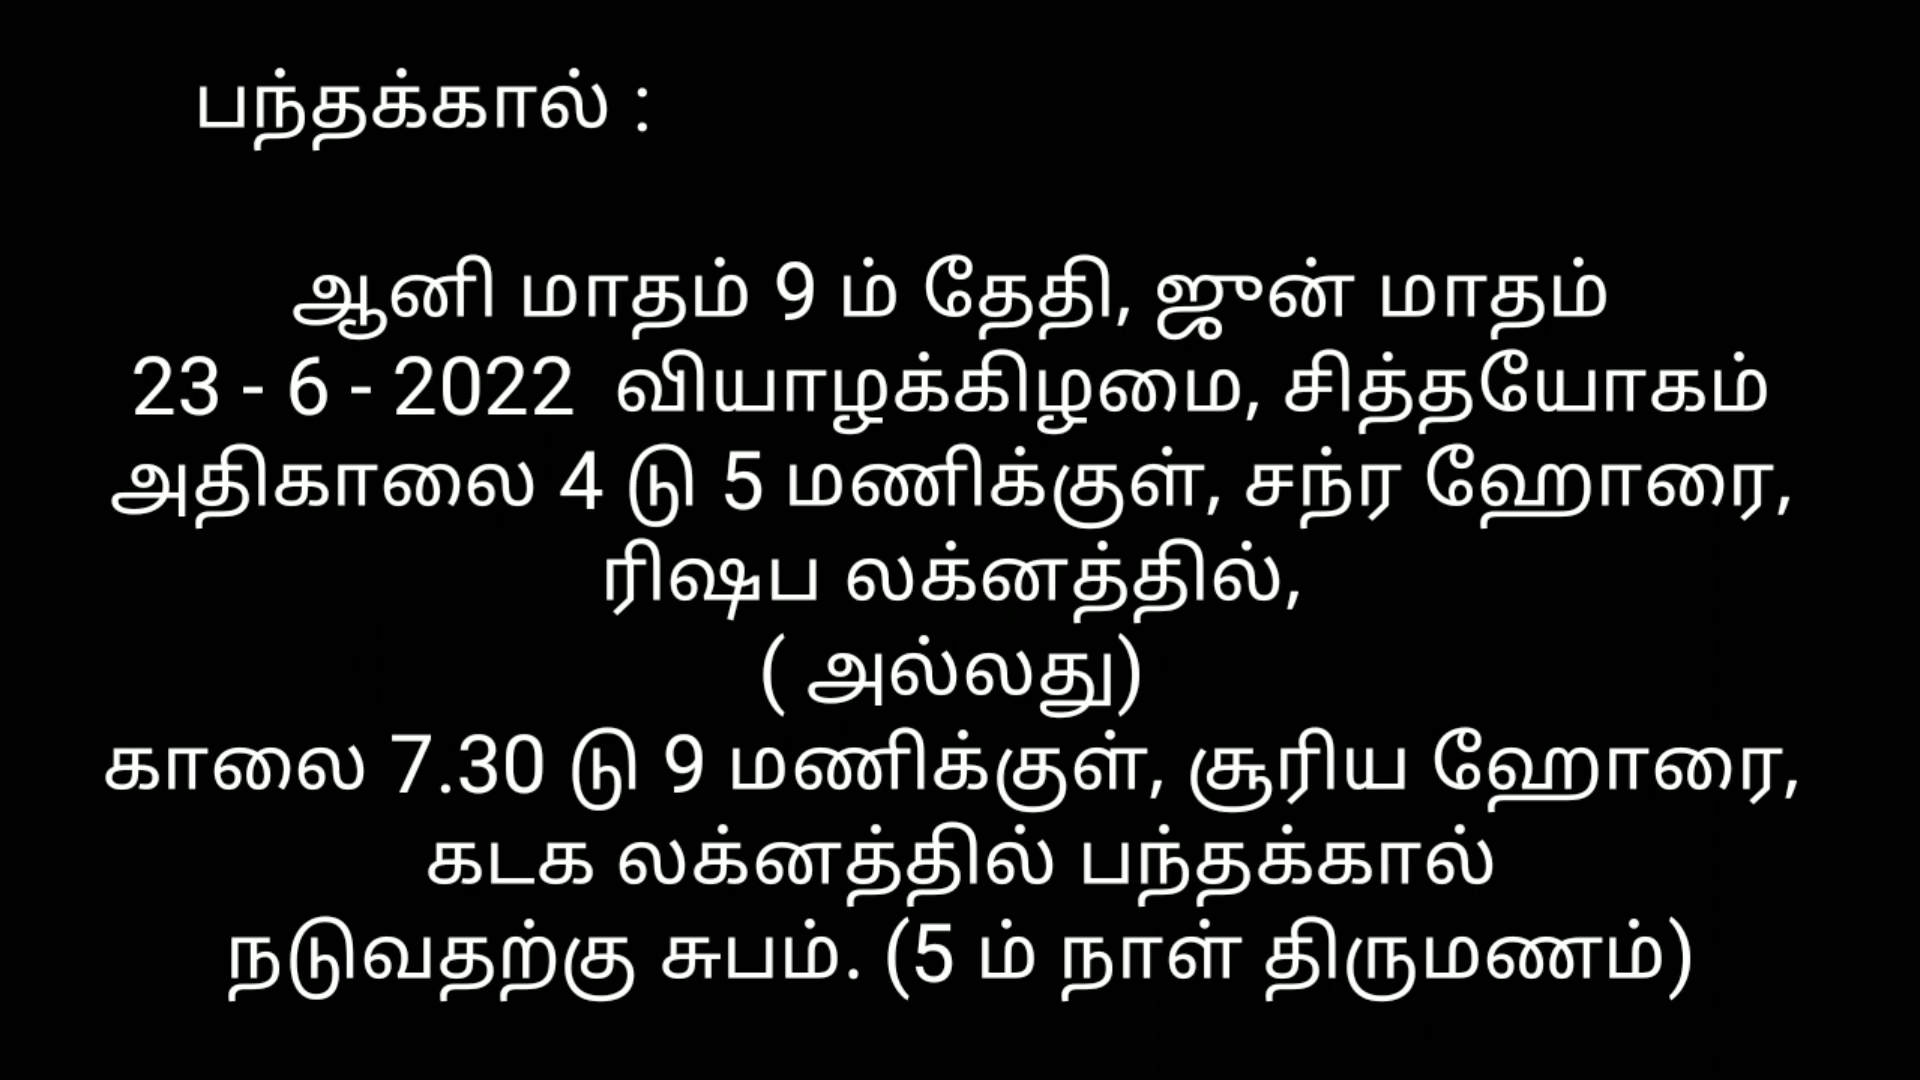 பந்தக்கால் :
ஆனி மாதம் 9 ம் தேதி, ஜுன் மாதம்
23 - 6 - 2022 வியாழக்கிழமை, சித்தயோகம்
அதிகாலை 4 டு 5 மணிக்குள், சந்ர ஹோரை,
ரிஷப லக்னத்தில்,
( அல்லது)
காலை 7.30 டு 9 மணிக்குள், சூரிய ஹோரை,
கடக லக்னத்தில் பந்தக்கால்
நடுவதற்கு சுபம். (5 ம் நாள் திருமணம்)